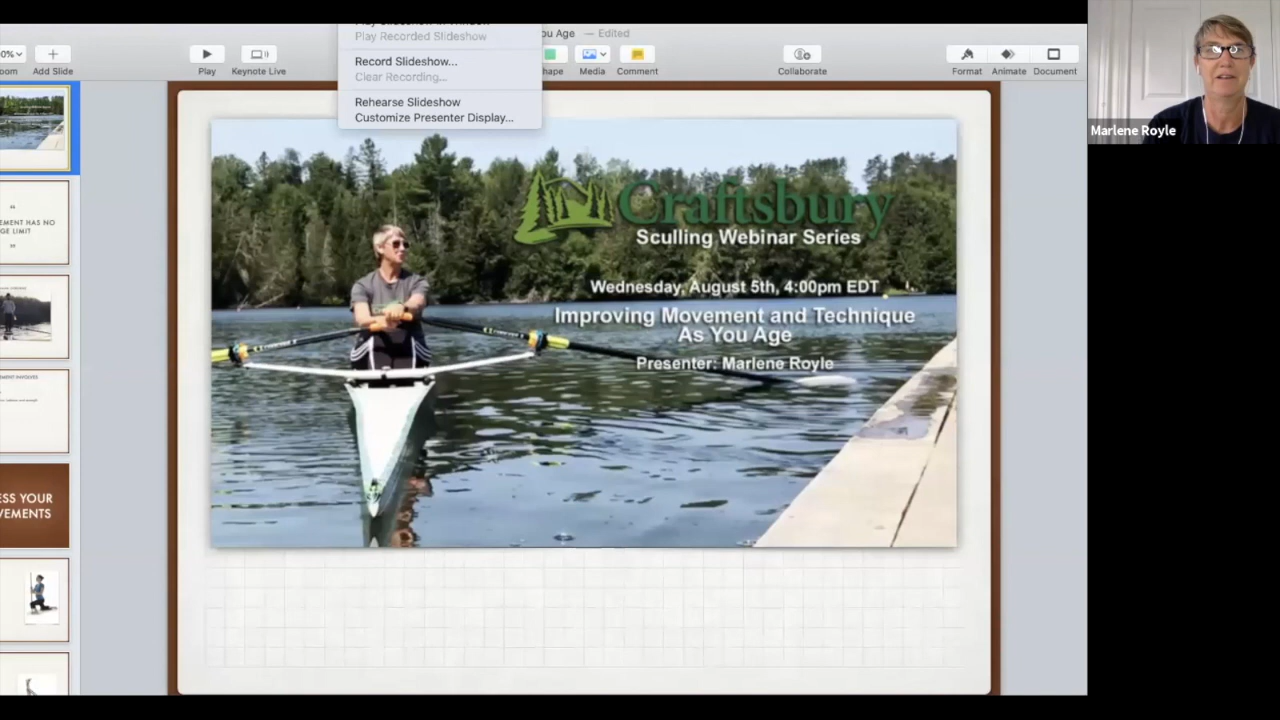 Play Recorded Slideshow
Record Slideshow...
Clear Recording...
Rehearse Slideshow
Customize Presenter Display...
Age — Edited
0%
Add Slide
Play
Keynote Live
Media
Comment
Collaborate
Format
Animate
Document
Marlene Royle
EMENT HAS NO
GE LIMIT
ESS YOUR
VEMENTS
Craftsbury
Sculling Webinar Series
Wednesday, August 5th, 4:00pm EDT
Improving Movement and Technique
As You Age
Presenter: Marlene Royle